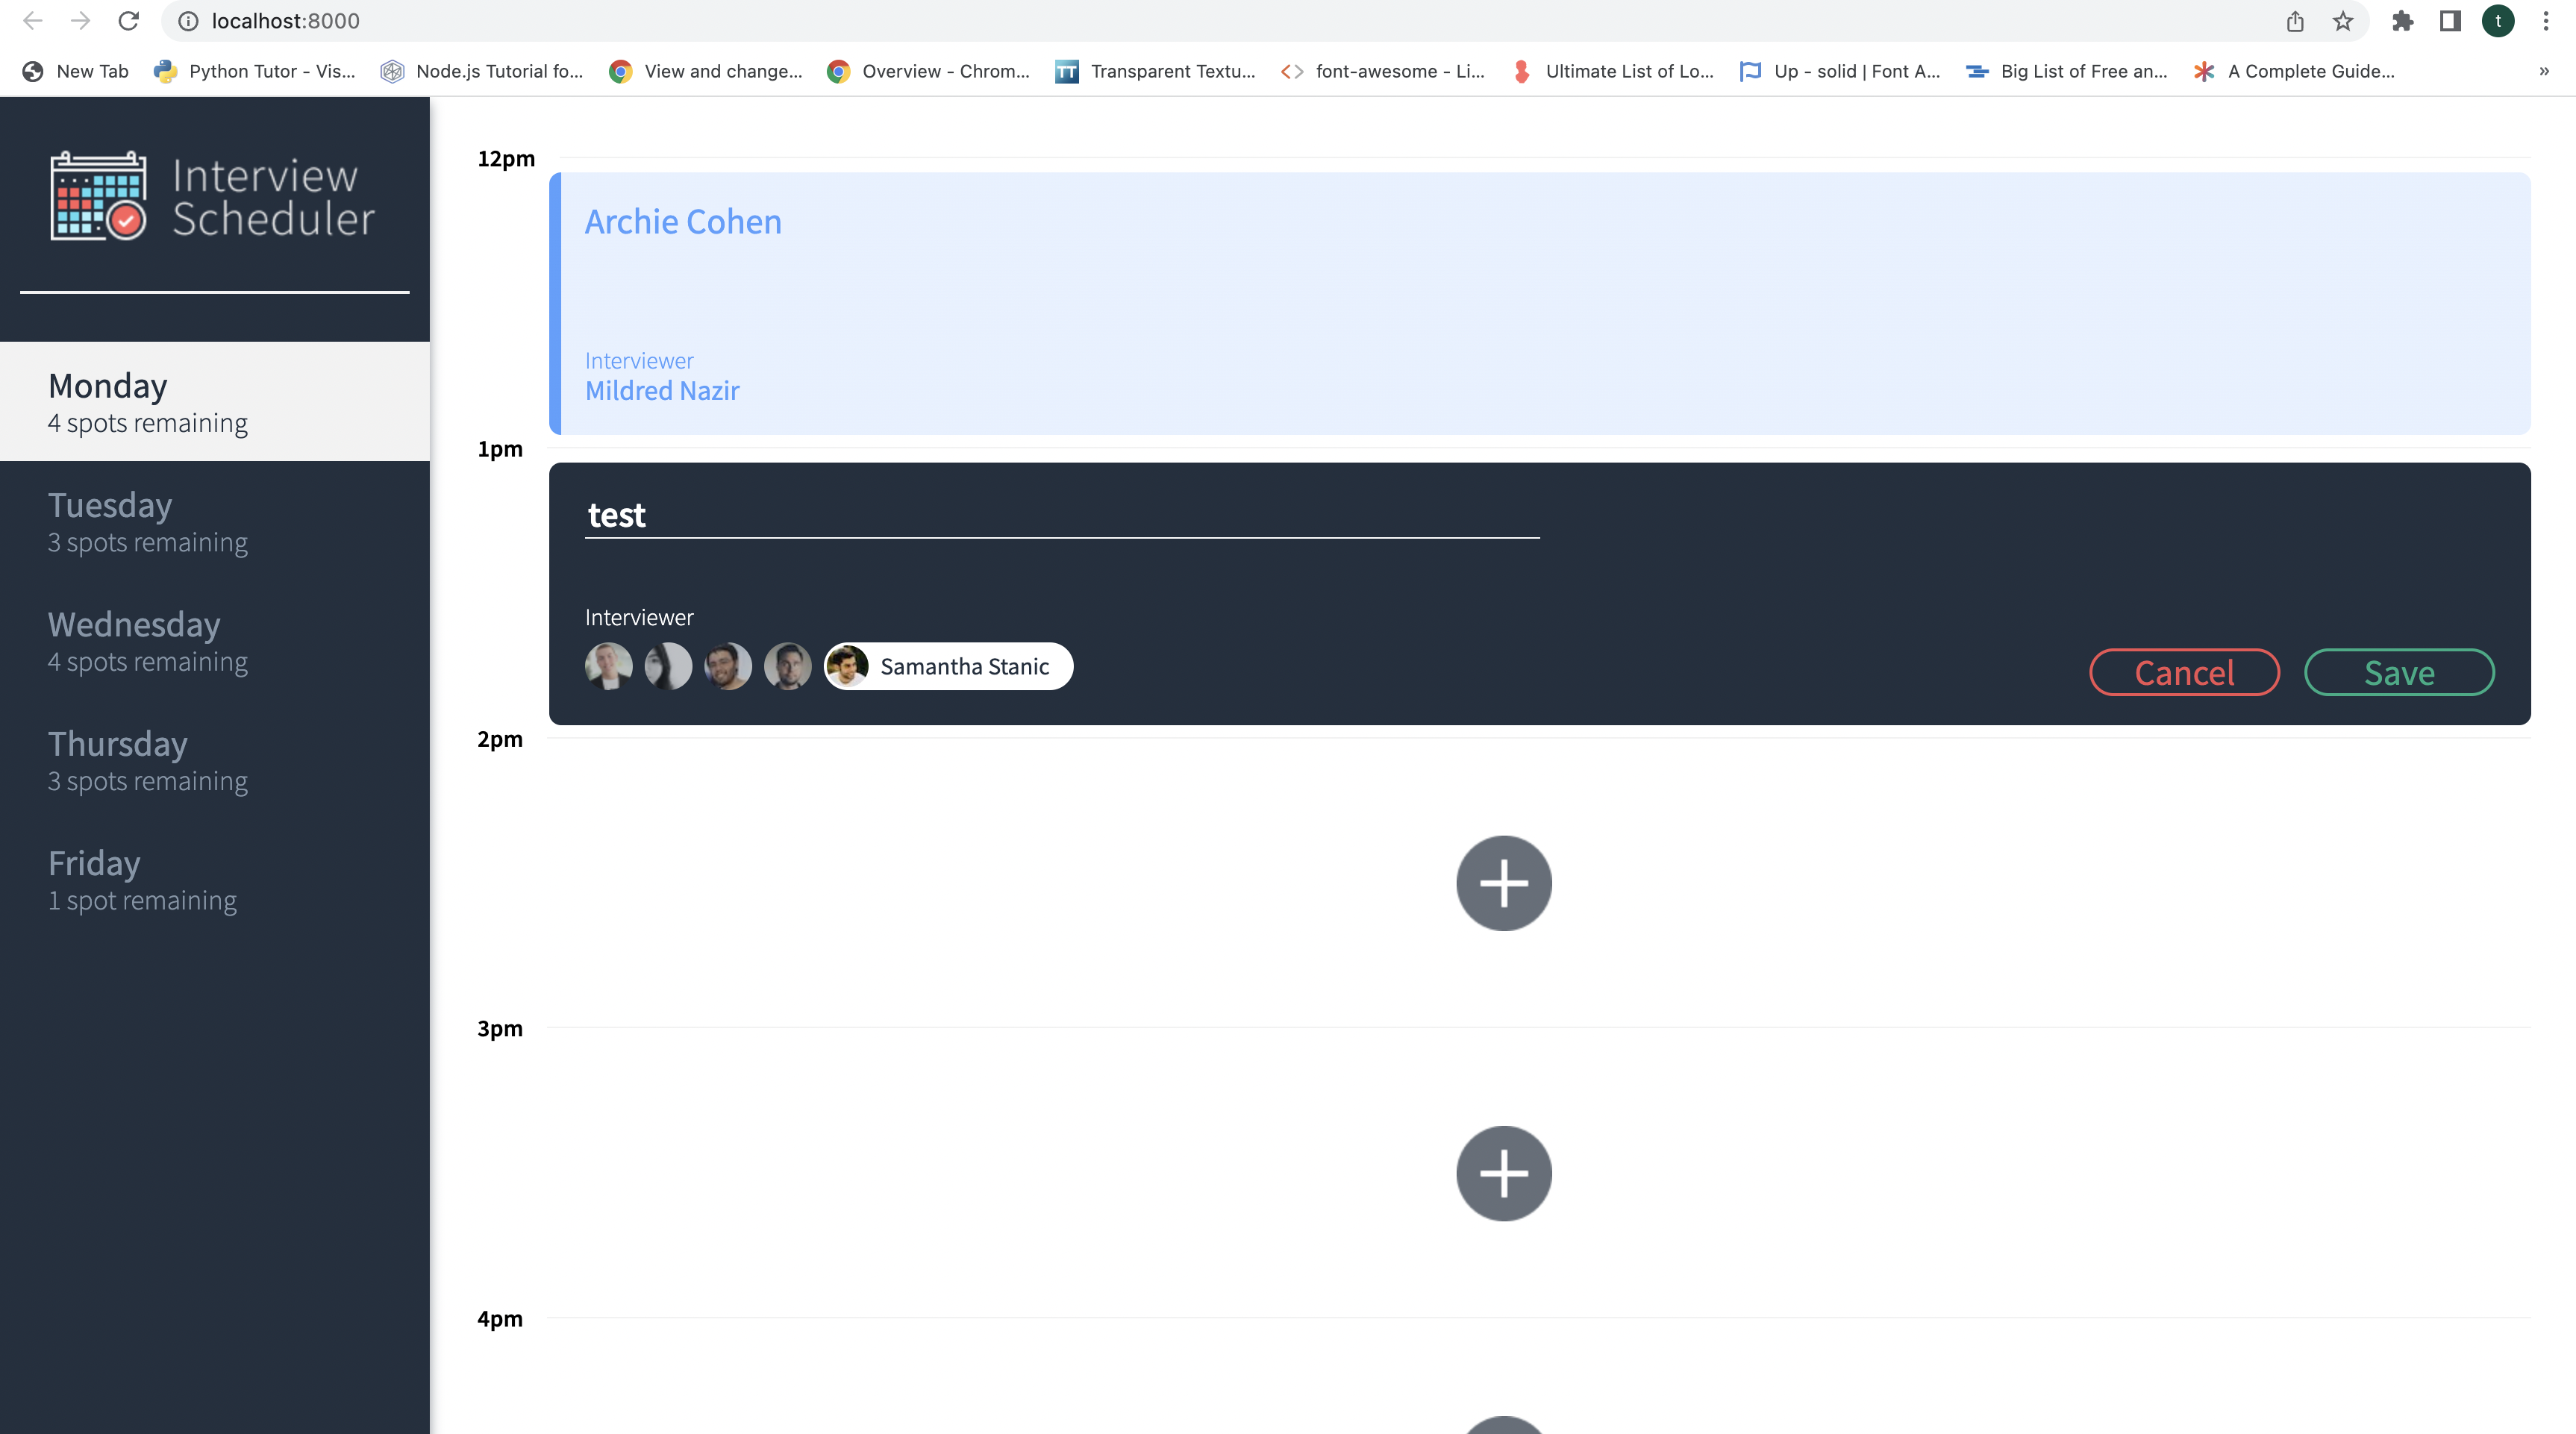 localhost:8000
t
New Tab
Python Tutor - Vis...
Node.js Tutorial fo...
View and change...
Overview - Chrom...
TT
Transparent Textu...
font-awesome - Li...
Ultimate List of Lo...
Up - solid | Font A...
Big List of Free an...
A Complete Guide...
»
Interview
Scheduler
Monday
4 spots remaining
Tuesday
3 spots remaining
Wednesday
4 spots remaining
Thursday
3 spots remaining
Friday
1 spot remaining
12pm
Archie Cohen
Interviewer
Mildred Nazir
1pm
test
Interviewer
Samantha Stanic
Cancel
Save
2pm
3pm
4pm